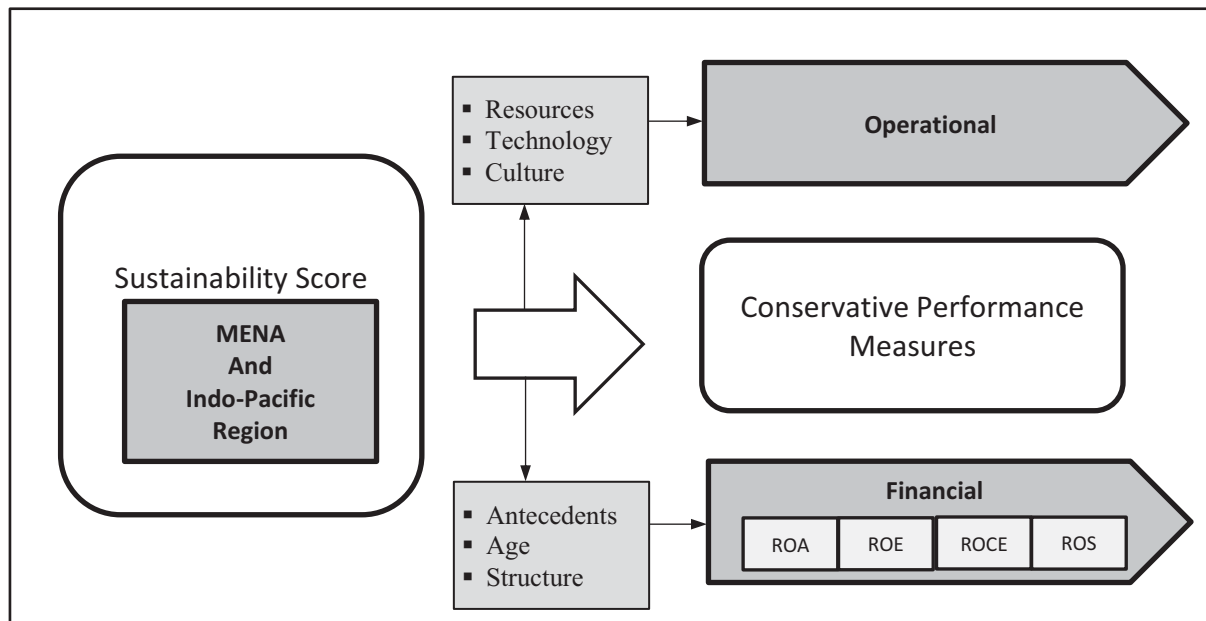 Sustainability Score
MENA
And
Indo-Pacific
Region
▪ Resources
▪ Technology
▪ Culture
Operational
Conservative Performance
Measures
▪ Antecedents
▪ Age
▪ Structure
Financial
ROA
ROE
ROCE
ROS